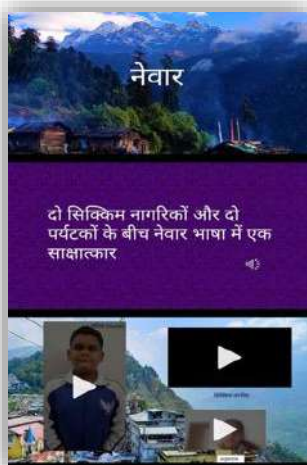 नेवार
दो सिक्किम नागरिकों और दो
पर्यटकों के बीच नेवार भाषा में एक
साक्षात्कार